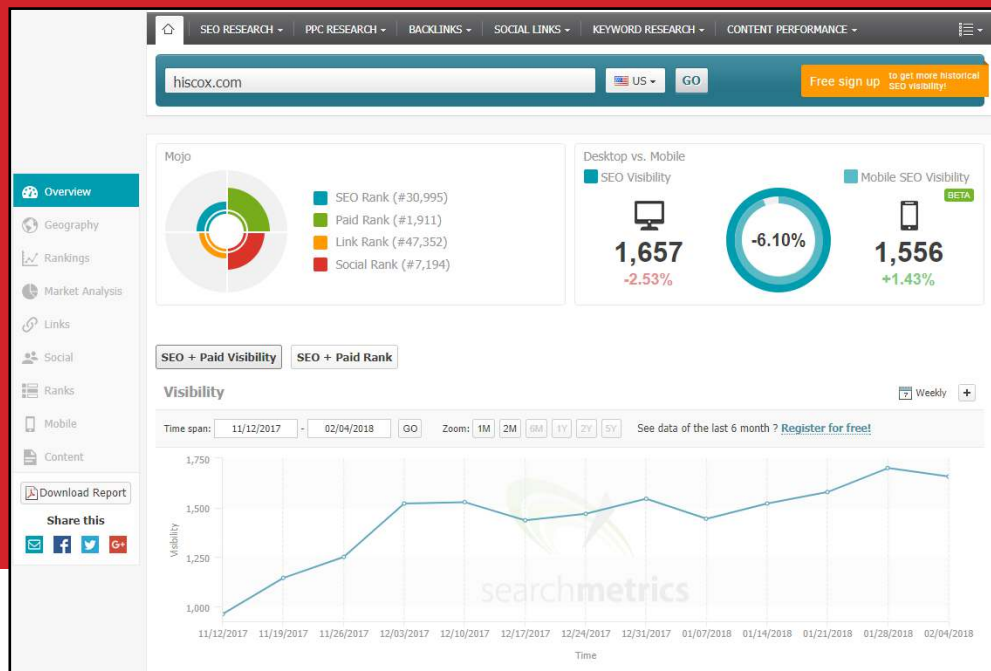 SEO RESEARCH PPC RESEARCH BACKLINKS SOCIAL LINKS KEYWORD RESEARCH CONTENT PERFORMANCE
hiscox.com US GO Free sign up to get more historical SEO visibility!
Overview
Geography
Rankings
Market Analysis
Links
Social
Ranks
Mobile
Content
Download Report
Share this
G+
Mojo
SEO Rank (#30,995)
Paid Rank (#1,911)
Link Rank (#47,352)
Social Rank (#7,194)
Desktop vs. Mobile
SEO Visibility
1,657
-2.53%
-6.10%
Mobile SEO Visibility
BETA
1,556
+1.43%
SEO + Paid Visibility SEO + Paid Rank
Visibility
7 Weekly +
Time span: 11/12/2017 - 02/04/2018 GO Zoom: 1M 2M 6M 1Y 2Y 5Y See data of the last 6 month ? Register for free!
1,750
1,500
1,250
1,000
Visibility
searchmetrics
11/12/2017 11/19/2017 11/26/2017 12/03/2017 12/10/2017 12/17/2017 12/24/2017 12/31/2017 01/07/2018 01/14/2018 01/21/2018 01/28/2018 02/04/2018
Time